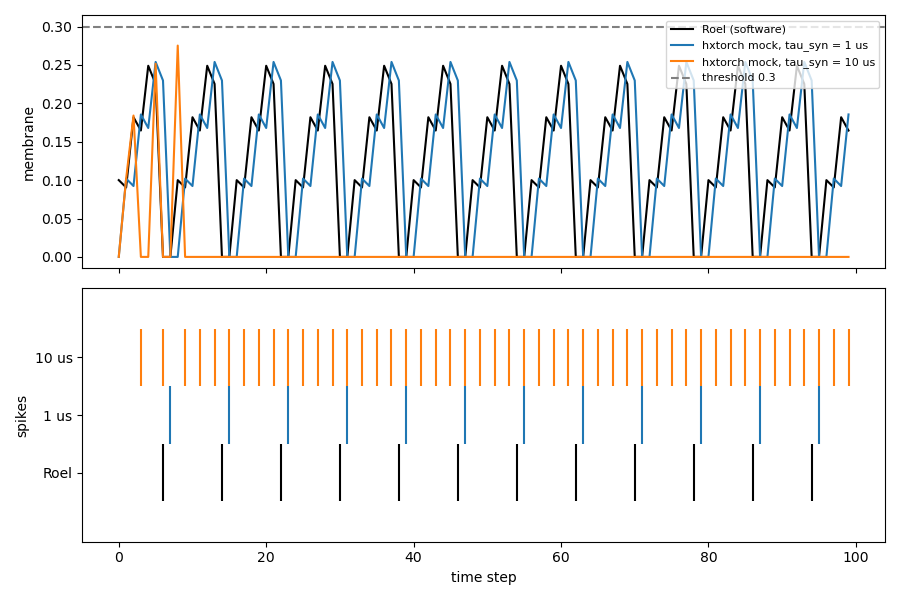 0.30
0.25
0.20
0.15
0.10
0.05
0.00
membrane
Roel (software)
hxtorch mock, tau_syn = 1 us
hxtorch mock, tau_syn = 10 us
threshold 0.3
10 us
1 us
Roel
spikes
0 20 40 60 80 100
time step